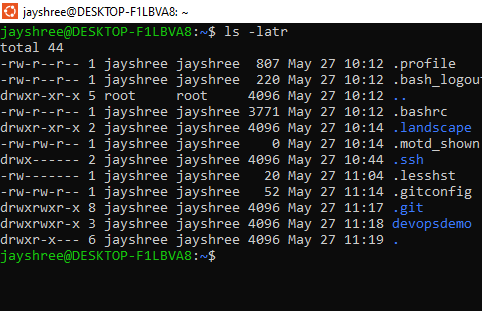 jayshree@DESKTOP-F1LBVA8: ~
jayshree@DESKTOP-F1LBVA8:~$ ls -latr
total 44
-rw-r--r-- 1 jayshree jayshree  807 May 27 10:12 .profile
-rw-r--r-- 1 jayshree jayshree  220 May 27 10:12 .bash_logou
drwxr-xr-x 5 root     root     4096 May 27 10:12 ..
-rw-r--r-- 1 jayshree jayshree 3771 May 27 10:12 .bashrc
drwxr-xr-x 2 jayshree jayshree 4096 May 27 10:14 .landscape
-rw-rw-r-- 1 jayshree jayshree    0 May 27 10:14 .motd_shown
drwx------ 2 jayshree jayshree 4096 May 27 10:44 .ssh
-rw------- 1 jayshree jayshree   20 May 27 11:04 .lesshst
-rw-rw-r-- 1 jayshree jayshree   52 May 27 11:14 .gitconfig
drwxrwxr-x 8 jayshree jayshree 4096 May 27 11:17 .git
drwxrwxr-x 3 jayshree jayshree 4096 May 27 11:18 devopsdemo
drwxr-x--- 6 jayshree jayshree 4096 May 27 11:19 .
jayshree@DESKTOP-F1LBVA8:~$